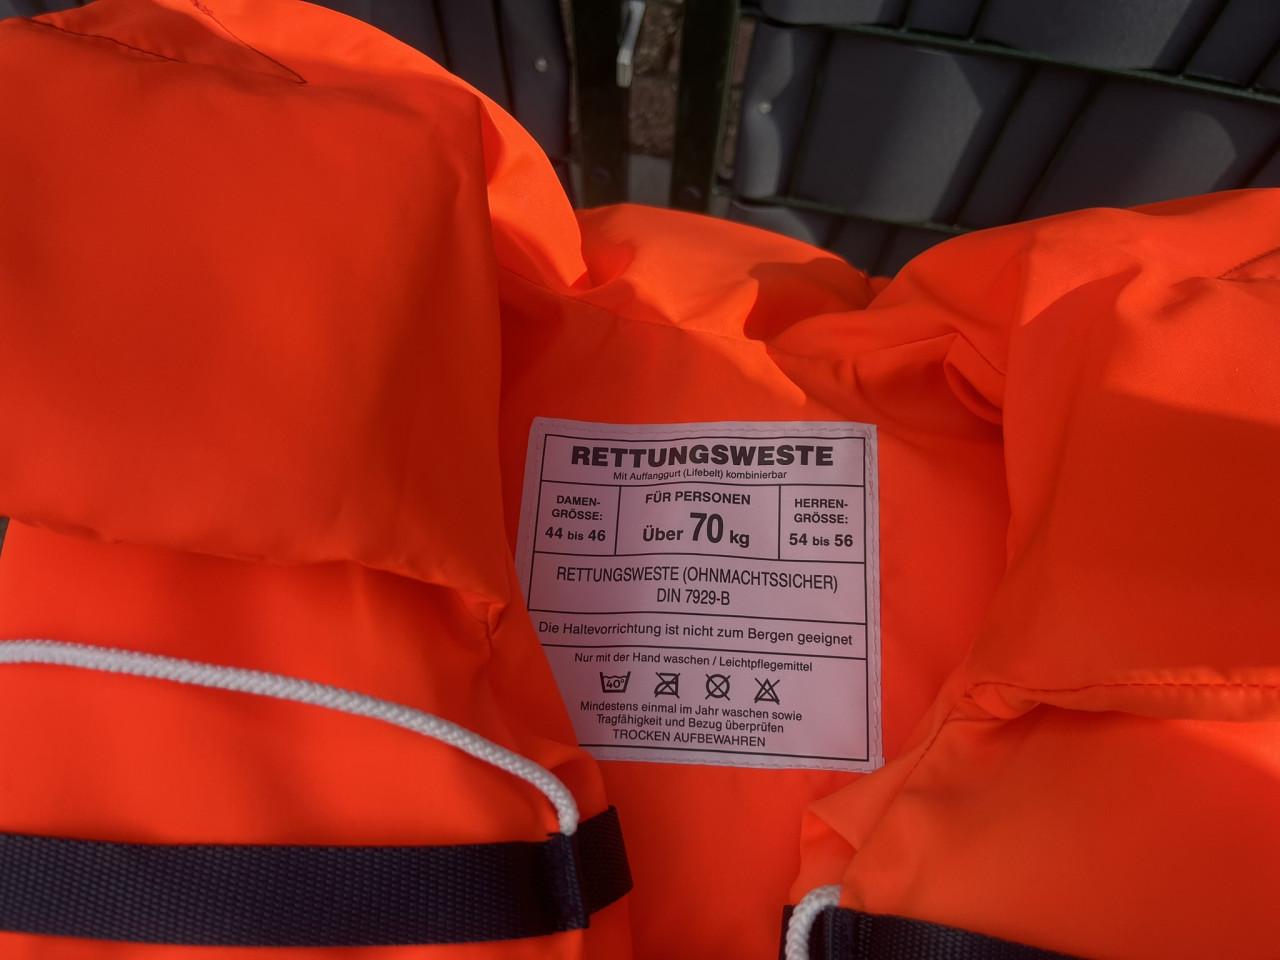 RETTUNGSWESTE
Mit Auffanggurt (Lifebelt) kombinierbar
DAMEN-
GRÖSSE:
44 bis 46
FÜR PERSONEN
Über 70 kg
HERREN-
GRÖSSE:
54 bis 56
RETTUNGSWESTE (OHNMACHTSSICHER)
DIN 7929-B
Die Haltevorrichtung ist nicht zum Bergen geeignet
Nur mit der Hand waschen / Leichtpflegemittel
40°
Mindestens einmal im Jahr waschen sowie
Tragfähigkeit und Bezug überprüfen
TROCKEN AUFBEWAHREN